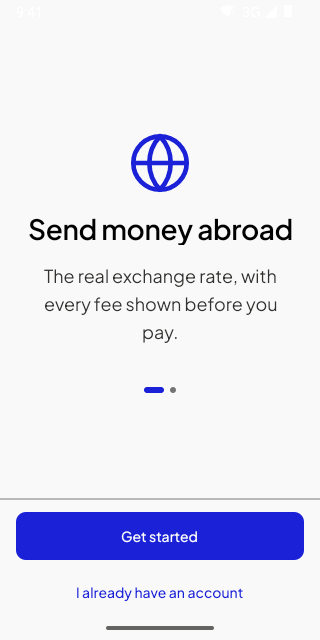 Send money abroad
The real exchange rate, with
every fee shown before you
pay.
Get started
I already have an account